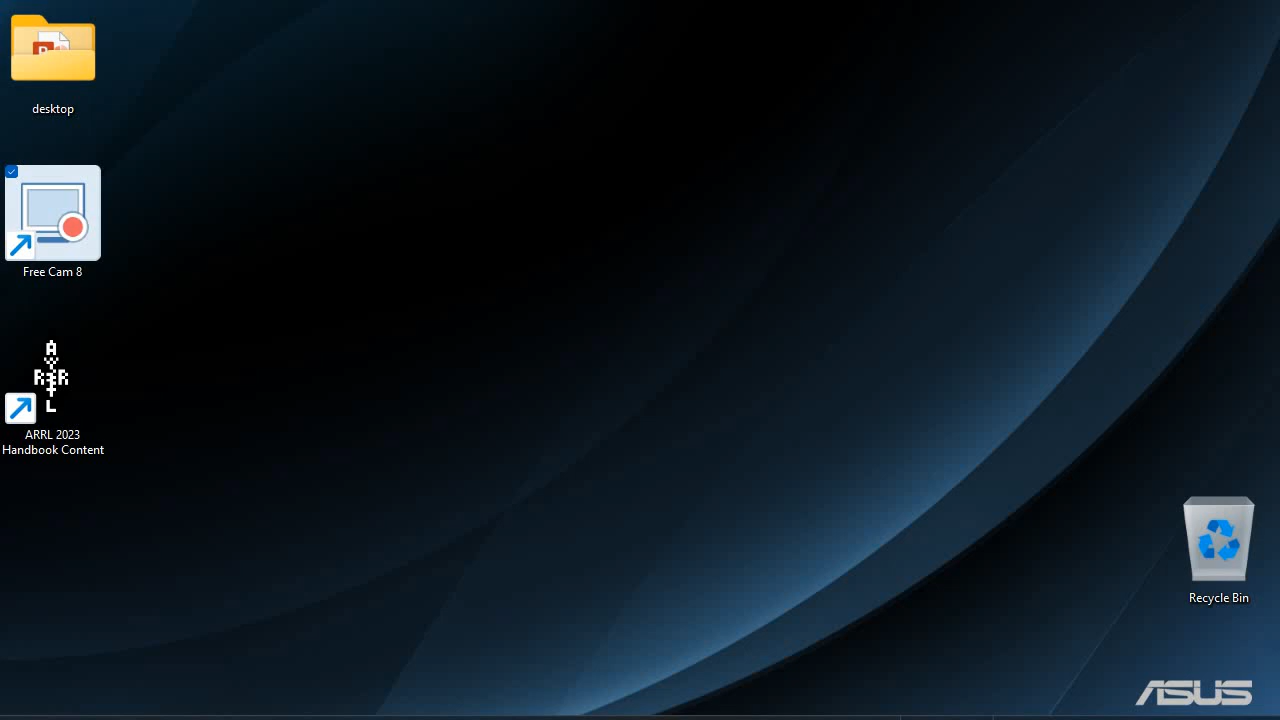 desktop
Free Cam 8
A
R R
L
ARRL 2023
Handbook Content
Recycle Bin
ASUS